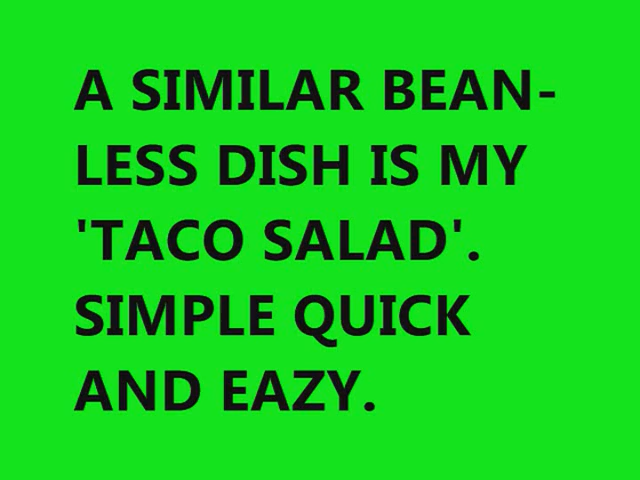 A SIMILAR BEAN-
LESS DISH IS MY
'TACO SALAD'.
SIMPLE QUICK
AND EAZY.